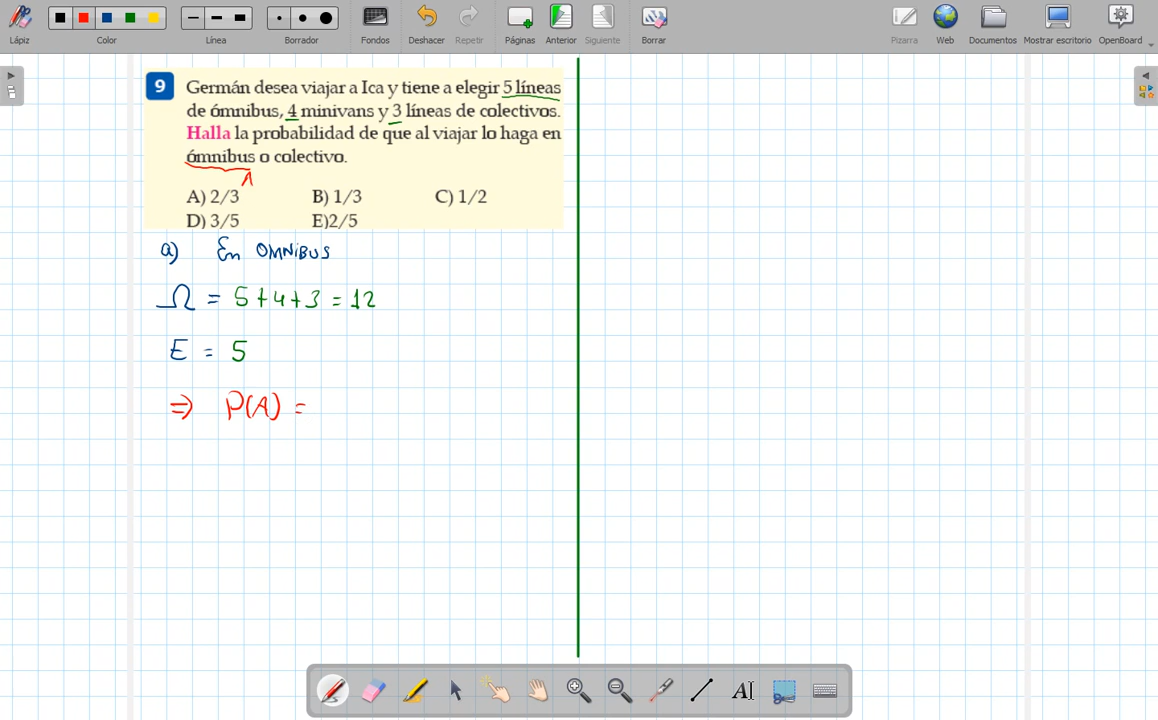 Lápiz
Color
Línea
Borrador
Fondos
Deshacer
Repetir
Páginas
Anterior
Siguiente
Borrar
Pizarra
Web
Documentos
Mostrar escritorio
OpenBoard
9 Germán desea viajar a Ica y tiene a elegir 5 líneas
de ómnibus, 4 minivans y 3 líneas de colectivos.
Halla la probabilidad de que al viajar lo haga en
ómnibus o colectivo.
A
A) 2/3 B) 1/3 C) 1/2
D) 3/5 E)2/5
a) En OMNiBUS
Ω = 5+4+3 = 12
E = 5
⇒ P(A) =